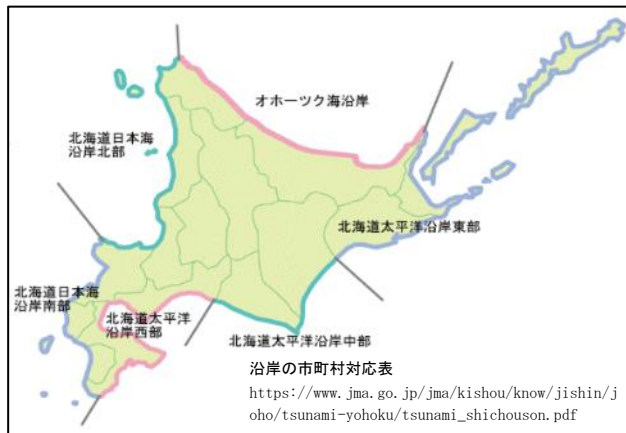 オホーツク海沿岸
北海道日本海
沿岸北部
北海道太平洋沿岸東部
北海道日本海
沿岸南部
北海道太平洋
沿岸西部
北海道太平洋沿岸中部
沿岸の市町村対応表
https://www.jma.go.jp/jma/kishou/know/jishin/j
oho/tsunami-yohoku/tsunami_shichouson.pdf